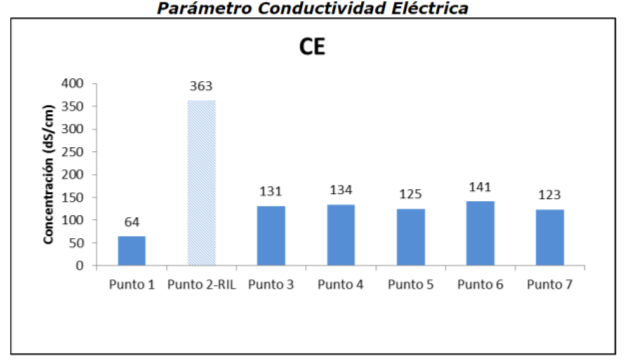 Parámetro Conductividad Eléctrica
CE
Concentración (dS/cm)
400
350
300
250
200
150
100
50
0
64
363
131
134
125
141
123
Punto 1
Punto 2-RIL
Punto 3
Punto 4
Punto 5
Punto 6
Punto 7